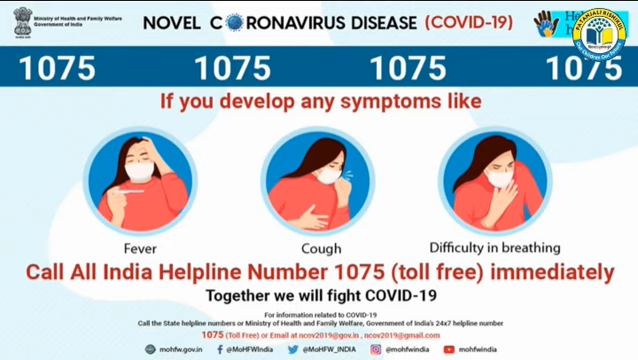 Ministry of Health and Family Welfare
Government of India
NOVEL CORONAVIRUS DISEASE (COVID-19)
PATANJALI RISHIKUL
1075 1075 1075 1075
If you develop any symptoms like
Fever Cough Difficulty in breathing
Call All India Helpline Number 1075 (toll free) immediately
Together we will fight COVID-19
For information related to COVID-19
Call the State helpline numbers or Ministry of Health and Family Welfare, Government of India's 24x7 helpline number
1075 (Toll Free) or Email at ncov2019@gov.in , ncov2019@gmail.com
mohfw.gov.in @MoHFWIndia @MoHFW_INDIA mohfwindia mohfwindia